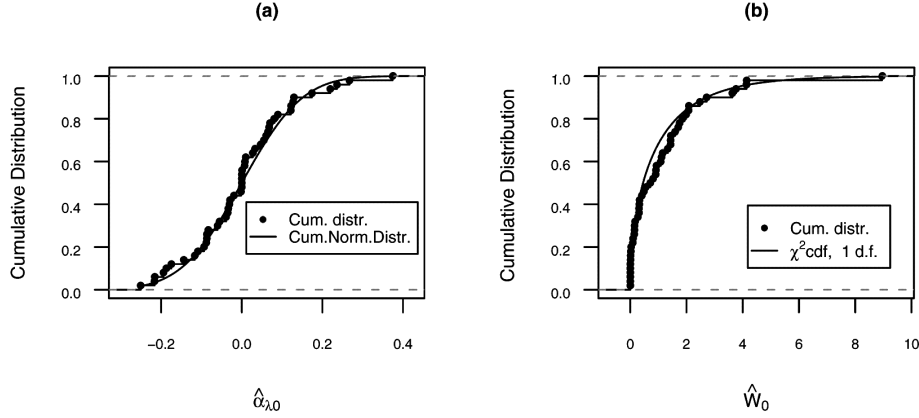 (a)
Cumulative Distribution
1.0
0.8
0.6
0.4
0.2
0.0
Cum. distr.
Cum.Norm.Distr.
−0.2 0.0 0.2 0.4
α̂λ0
(b)
Cumulative Distribution
1.0
0.8
0.6
0.4
0.2
0.0
Cum. distr.
χ²cdf, 1 d.f.
0 2 4 6 8 10
Ŵ0